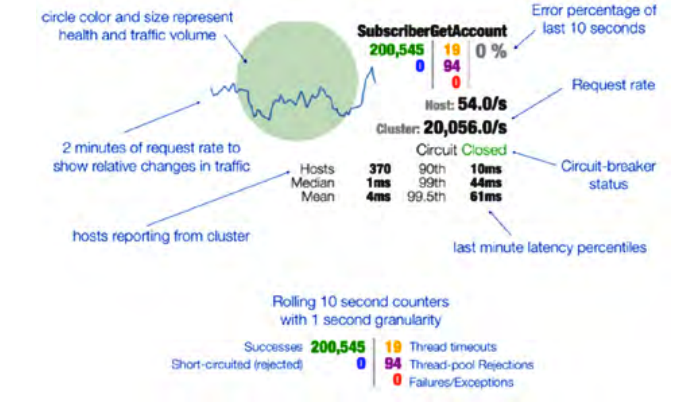 circle color and size represent
health and traffic volume
Error percentage of
last 10 seconds
SubscriberGetAccount
200,545 19 0 %
0 94
0
Request rate
Host: 54.0/s
Cluster: 20,056.0/s
2 minutes of request rate to
show relative changes in traffic
Circuit Closed
Circuit-breaker
status
Hosts 370 90th 10ms
Median 1ms 99th 44ms
Mean 4ms 99.5th 61ms
hosts reporting from cluster
last minute latency percentiles
Rolling 10 second counters
with 1 second granularity
Successes 200,545 19 Thread timeouts
Short-circuited (rejected) 0 94 Thread-pool Rejections
0 Failures/Exceptions